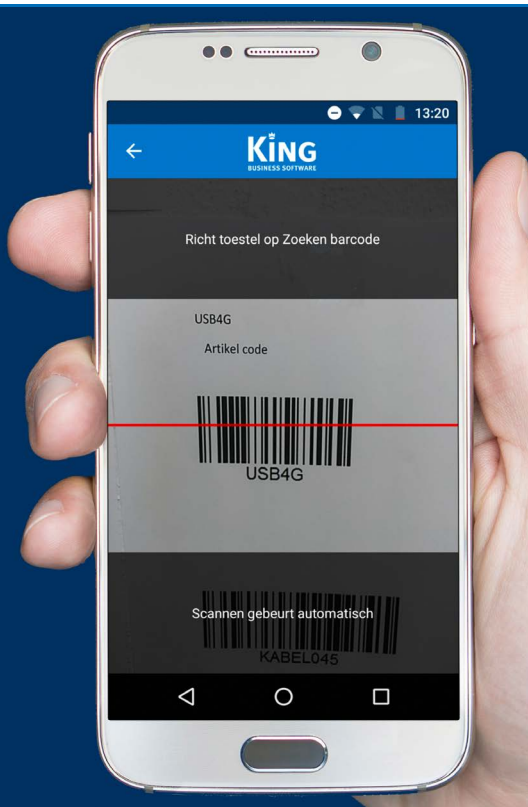 13:20
KING
BUSINESS SOFTWARE
Richt toestel op Zoeken barcode
USB4G
Artikel code
USB4G
Scannen gebeurt automatisch
KABEL045